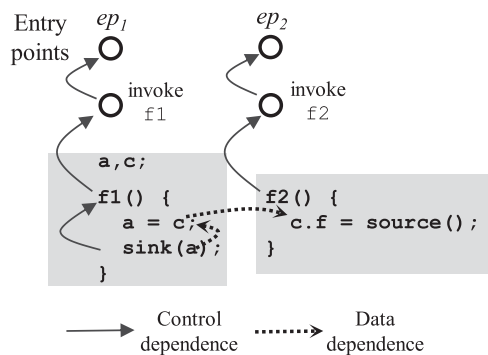 Entry points
ep1
ep2
invoke f1
invoke f2
a,c;
f1() {
a = c;
sink(a);
}
f2() {
c.f = source();
}
Control dependence
Data dependence